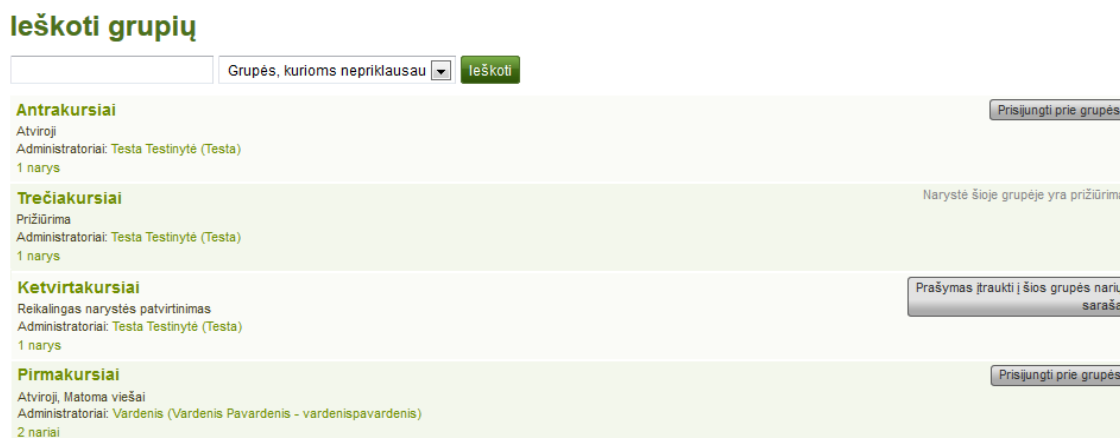 Ieškoti grupių
Grupės, kurioms nepriklausau Ieškoti
Antrakursiai Prisijungti prie grupės
Atviroji
Administratoriai: Testa Testinytė (Testa)
1 narys
Trečiakursiai Narystė šioje grupėje yra prižiūrima
Prižiūrima
Administratoriai: Testa Testinytė (Testa)
1 narys
Ketvirtakursiai Prašymas įtraukti į šios grupės narių
sąrašą
Reikalingas narystės patvirtinimas
Administratoriai: Testa Testinytė (Testa)
1 narys
Pirmakursiai Prisijungti prie grupės
Atviroji, Matoma viešai
Administratoriai: Vardenis (Vardenis Pavardenis - vardenispavardenis)
2 nariai